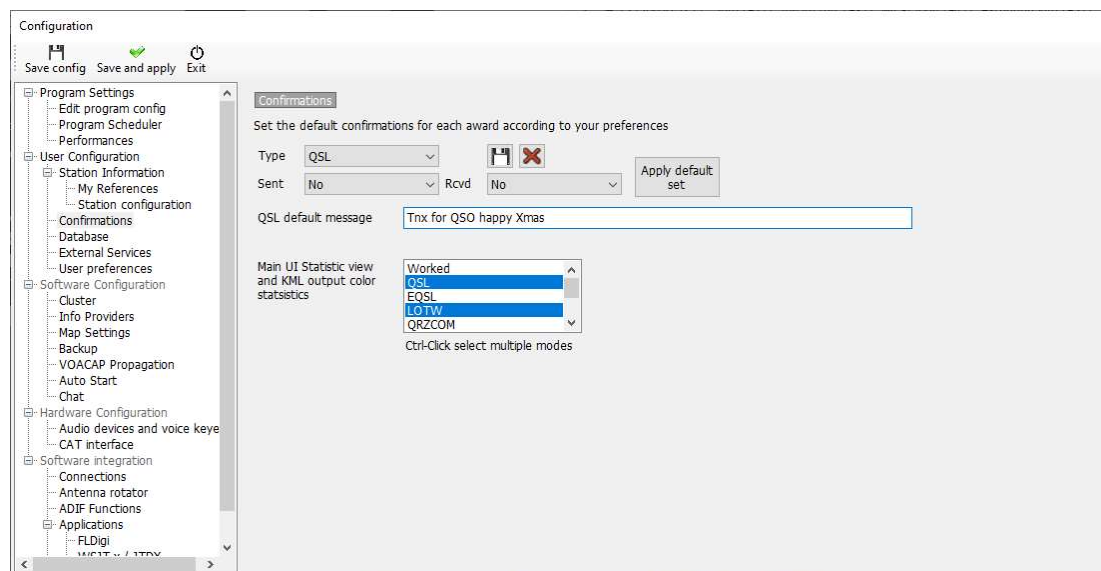 Configuration
Save config Save and apply Exit
Program Settings
Edit program config
Program Scheduler
Performances
User Configuration
Station Information
My References
Station configuration
Confirmations
Database
External Services
User preferences
Software Configuration
Cluster
Info Providers
Map Settings
Backup
VOACAP Propagation
Auto Start
Chat
Hardware Configuration
Audio devices and voice keye
CAT interface
Software integration
Connections
Antenna rotator
ADIF Functions
Applications
FLDigi
WSJT-x / JTDX
Confirmations
Set the default confirmations for each award according to your preferences
Type QSL
Sent No Rcvd No
Apply default
set
QSL default message Tnx for QSO happy Xmas
Main UI Statistic view
and KML output color
statsistics
Worked
QSL
EQSL
LOTW
QRZCOM
Ctrl-Click select multiple modes